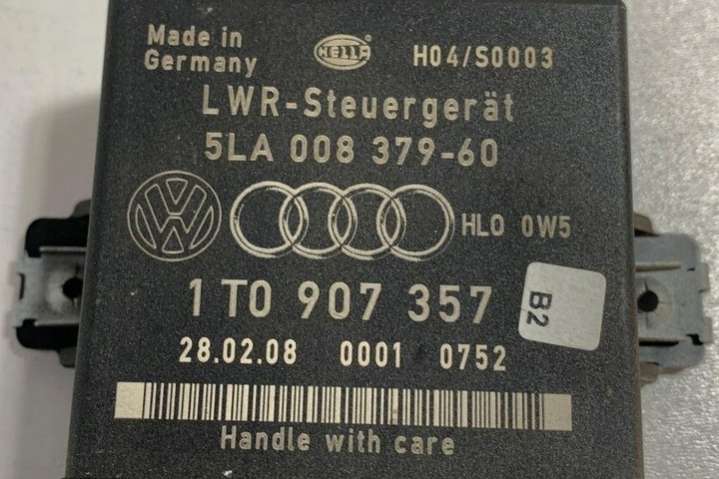 Made in
Germany
HELLA
H04/S0003
LWR-Steuergerät
5LA 008 379-60
HLO 0W5
1T0 907 357
B2
28.02.08 0001 0752
Handle with care